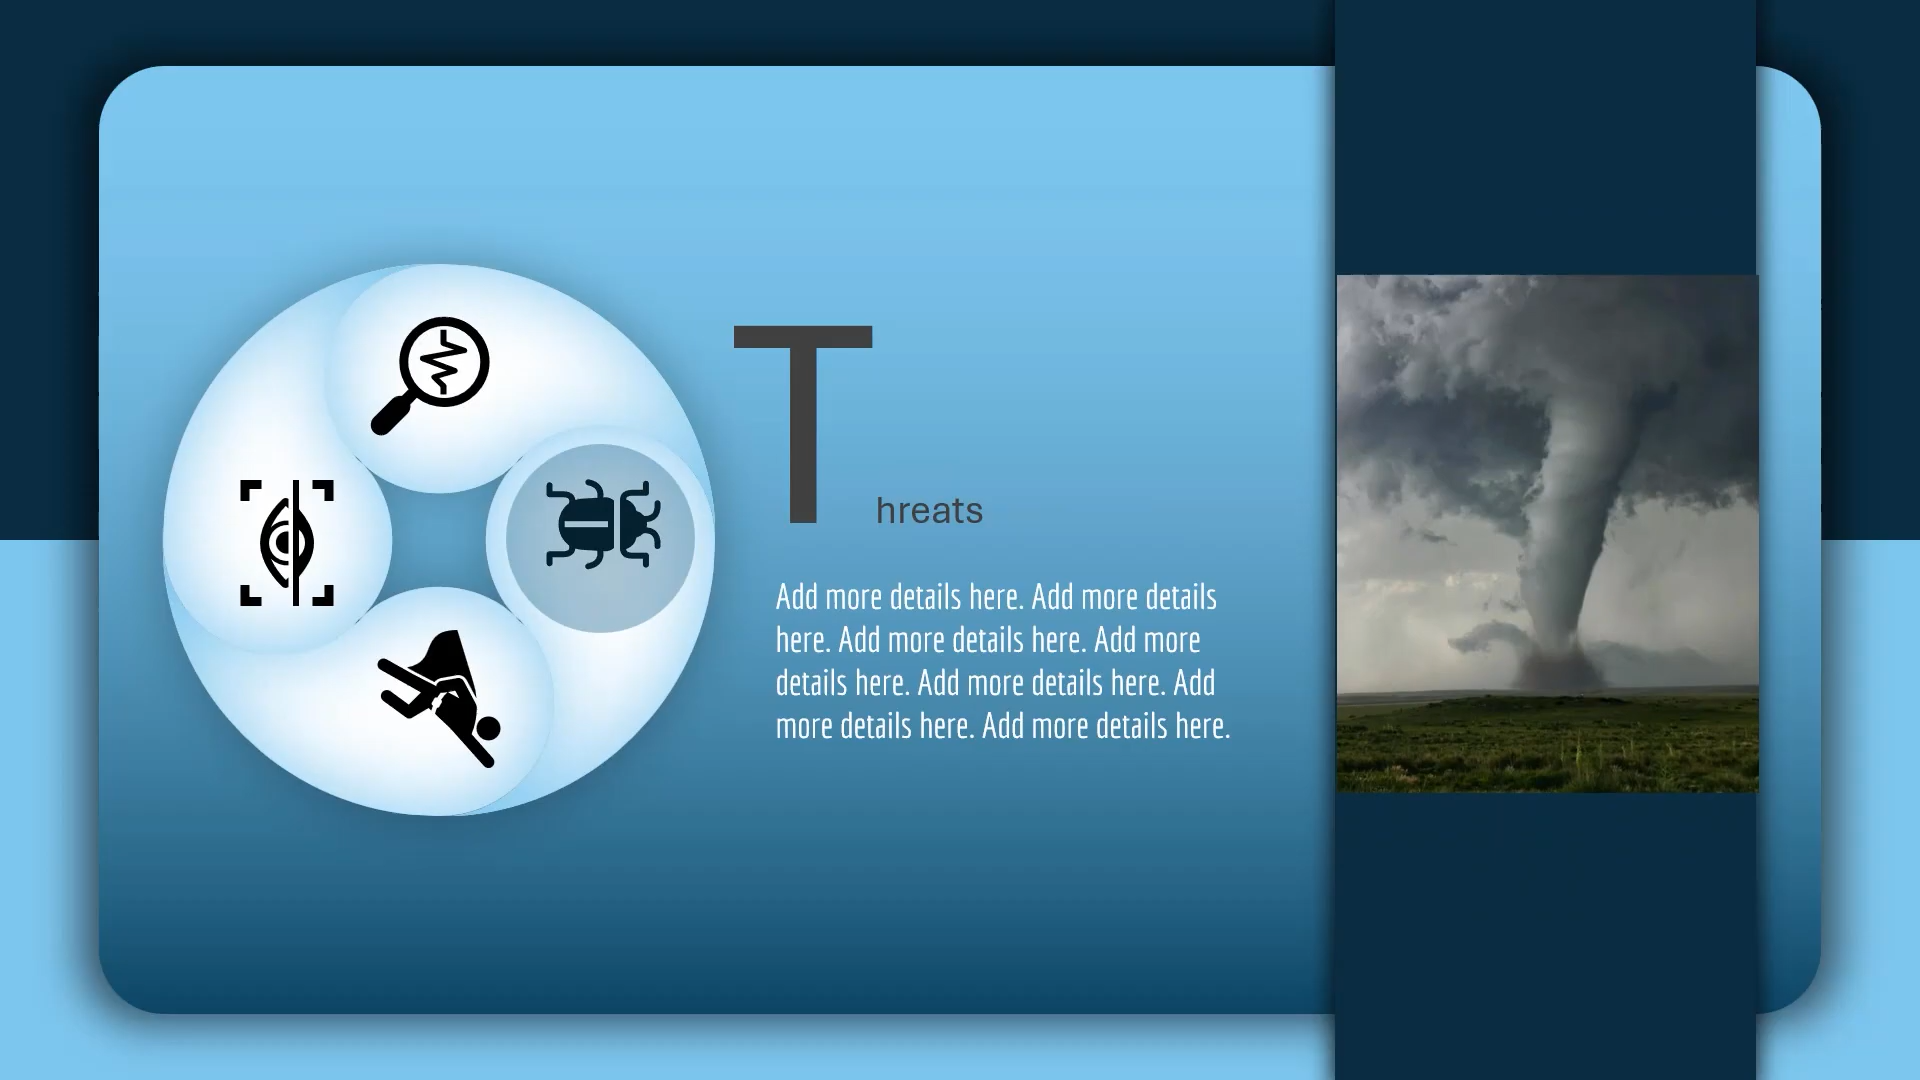 Threats
Add more details here. Add more details
here. Add more details here. Add more
details here. Add more details here. Add
more details here. Add more details here.